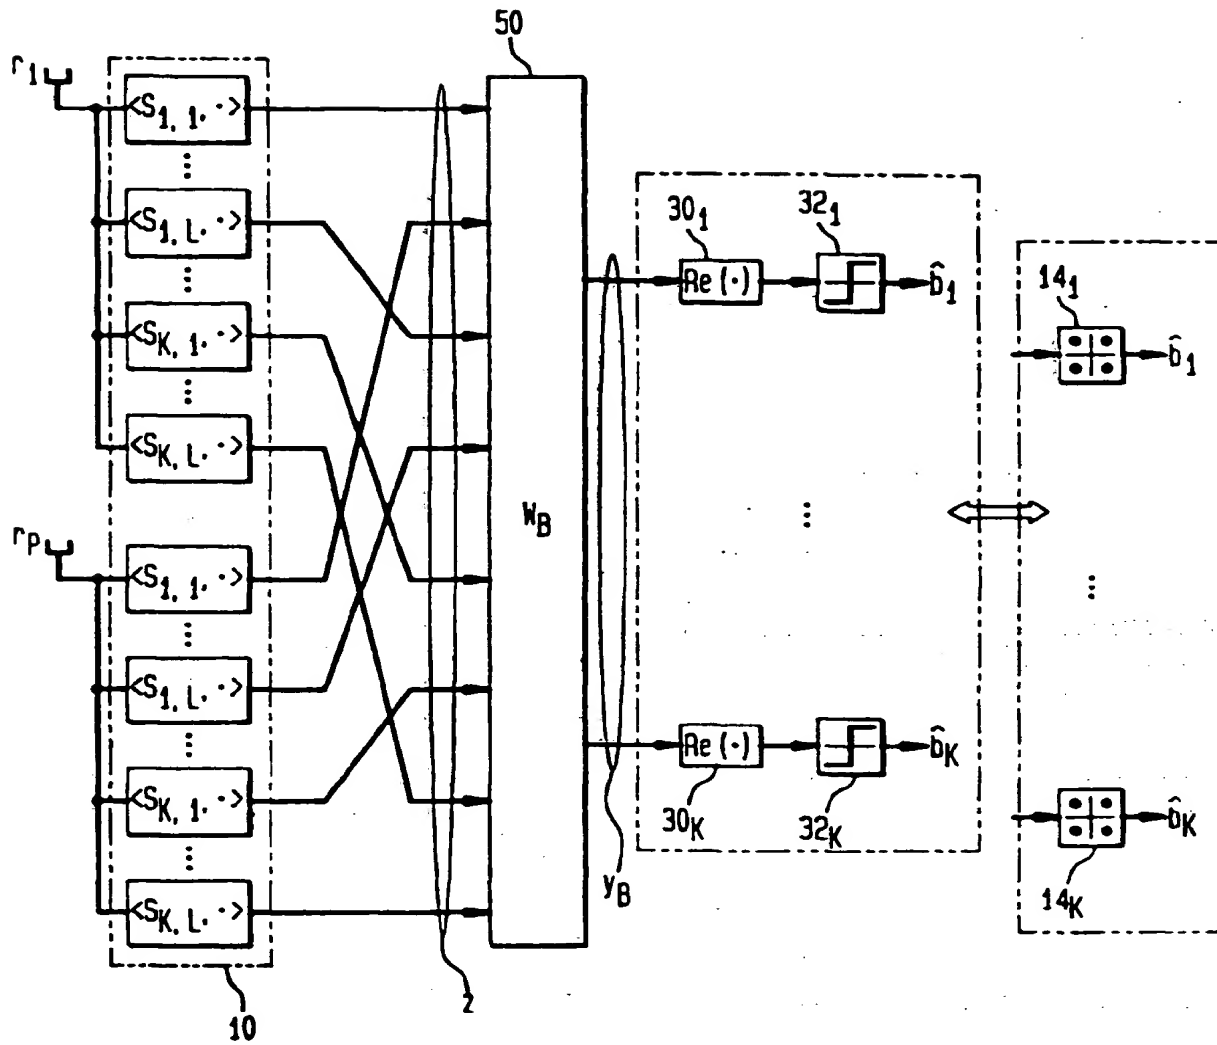 50
r1
<S1, 1, ·>
<S1, L, ·>
<SK, 1, ·>
<SK, L, ·>
rP
<S1, 1, ·>
<S1, L, ·>
<SK, 1, ·>
<SK, L, ·>
10
z
WB
yB
301
321
Re (·)
b̂1
Re (·)
b̂K
30K
32K
141
b̂1
b̂K
14K